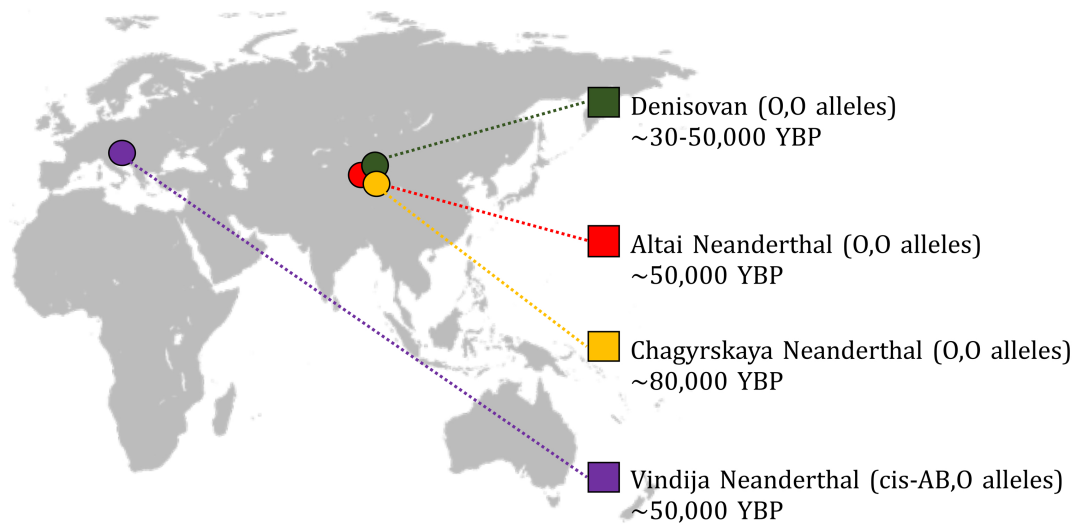 Denisovan (O,O alleles)
~30-50,000 YBP
Altai Neanderthal (O,O alleles)
~50,000 YBP
Chagyrskaya Neanderthal (O,O alleles)
~80,000 YBP
Vindija Neanderthal (cis-AB,O alleles)
~50,000 YBP